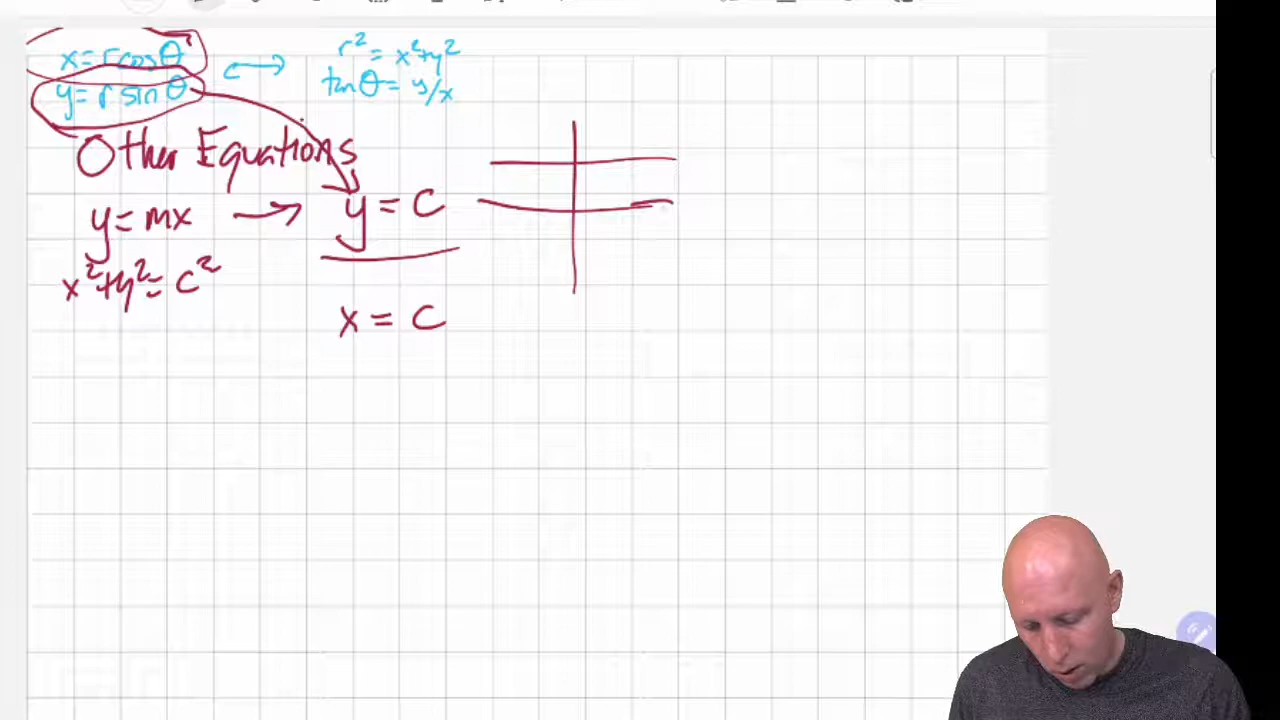 x = r cos θ
y = r sin θ
r² = x² + y²
tan θ = y/x
Other Equations
y = mx → y = c
x² + y² = c²
x = c